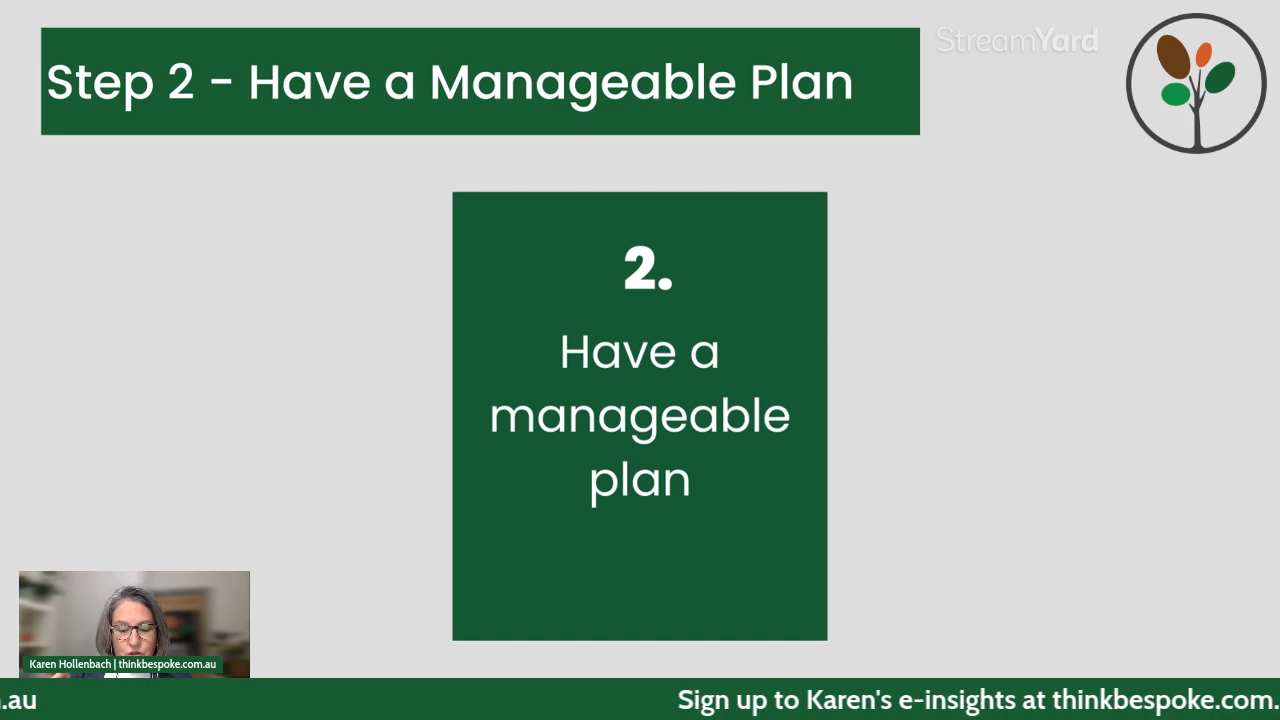 Step 2 - Have a Manageable Plan
StreamYard
2.
Have a
manageable
plan
Karen Hollenbach | thinkbespoke.com.au
.au
Sign up to Karen's e-insights at thinkbespoke.com.